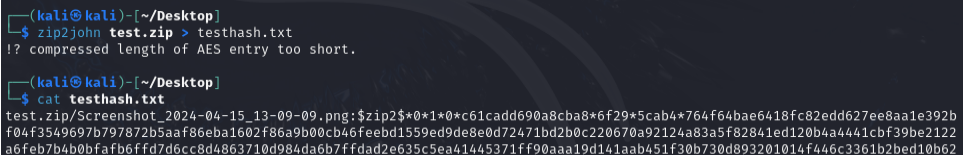 ┌──(kali㉿kali)-[~/Desktop]
└─$ zip2john test.zip > testhash.txt
!? compressed length of AES entry too short.
┌──(kali㉿kali)-[~/Desktop]
└─$ cat testhash.txt
test.zip/Screenshot_2024-04-15_13-09-09.png:$zip2$*0*1*0*c61cadd690a8cba8*6f29*5cab4*764f64bae6418fc82edd627ee8aa1e392b
f04f3549697b797872b5aaf86eba1602f86a9b00cb46feebd1559ed9de8e0d72471bd2b0c220670a92124a83a5f82841ed120b4a4441cbf39be2122
a6feb7b4b0bfafb6ffd7d6cc8d4863710d984da6b7ffdad2e635c5ea41445371ff90aaa19d141aab451f30b730d893201014f446c3361b2bed10b62